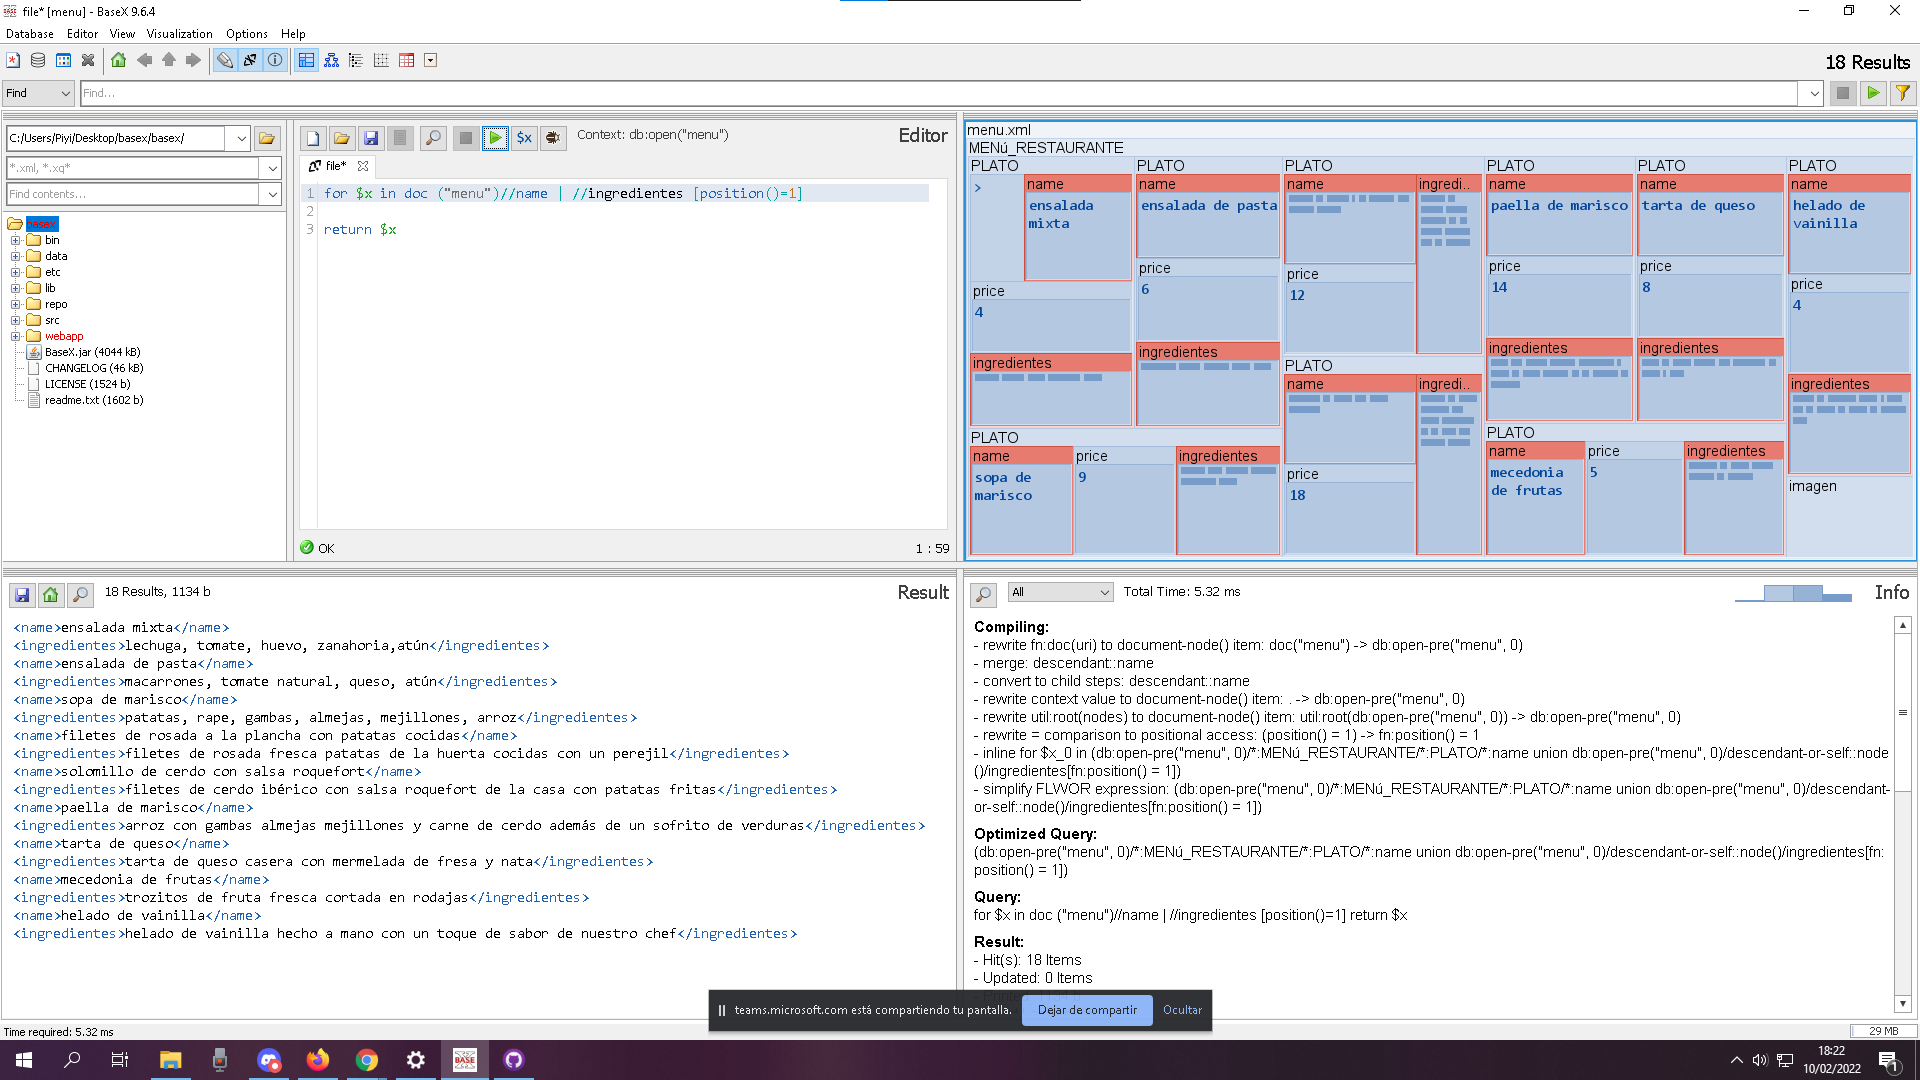 file* [menu] - BaseX 9.6.4
Database Editor View Visualization Options Help
18 Results
Find Find...
C:/Users/Piyi/Desktop/basex/basex/
*.xml, *.xq*
Find contents...
basex
bin
data
etc
lib
repo
src
webapp
BaseX.jar (4044 kB)
CHANGELOG (46 kB)
LICENSE (1524 b)
readme.txt (1602 b)
$x
Context: db:open("menu")
Editor
file*
1 for $x in doc ("menu")//name | //ingredientes [position()=1]
2
3 return $x
OK
1 : 59
menu.xml
MENú_RESTAURANTE
PLATO
name
ensalada mixta
price
4
ingredientes
PLATO
name
ensalada de pasta
price
6
ingredientes
PLATO
name
sopa de marisco
price
9
ingredientes
PLATO
name
ingredi..
price
12
PLATO
name
ingredi..
price
18
PLATO
name
paella de marisco
price
14
ingredientes
PLATO
name
tarta de queso
price
8
ingredientes
PLATO
name
mecedonia de frutas
price
5
ingredientes
PLATO
name
helado de vainilla
price
4
ingredientes
imagen
18 Results, 1134 b
Result
<name>ensalada mixta</name>
<ingredientes>lechuga, tomate, huevo, zanahoria,atún</ingredientes>
<name>ensalada de pasta</name>
<ingredientes>macarrones, tomate natural, queso, atún</ingredientes>
<name>sopa de marisco</name>
<ingredientes>patatas, rape, gambas, almejas, mejillones, arroz</ingredientes>
<name>filetes de rosada a la plancha con patatas cocidas</name>
<ingredientes>filetes de rosada fresca patatas de la huerta cocidas con un perejil</ingredientes>
<name>solomillo de cerdo con salsa roquefort</name>
<ingredientes>filetes de cerdo ibérico con salsa roquefort de la casa con patatas fritas</ingredientes>
<name>paella de marisco</name>
<ingredientes>arroz con gambas almejas mejillones y carne de cerdo además de un sofrito de verduras</ingredientes>
<name>tarta de queso</name>
<ingredientes>tarta de queso casera con mermelada de fresa y nata</ingredientes>
<name>mecedonia de frutas</name>
<ingredientes>trozitos de fruta fresca cortada en rodajas</ingredientes>
<name>helado de vainilla</name>
<ingredientes>helado de vainilla hecho a mano con un toque de sabor de nuestro chef</ingredientes>
All
Total Time: 5.32 ms
Info
Compiling:
- rewrite fn:doc(uri) to document-node() item: doc("menu") -> db:open-pre("menu", 0)
- merge: descendant::name
- convert to child steps: descendant::name
- rewrite context value to document-node() item: . -> db:open-pre("menu", 0)
- rewrite util:root(nodes) to document-node() item: util:root(db:open-pre("menu", 0)) -> db:open-pre("menu", 0)
- rewrite = comparison to positional access: (position() = 1) -> fn:position() = 1
- inline for $x_0 in (db:open-pre("menu", 0)/*:MENú_RESTAURANTE/*:PLATO/*:name union db:open-pre("menu", 0)/descendant-or-self::node
()/ingredientes[fn:position() = 1])
- simplify FLWOR expression: (db:open-pre("menu", 0)/*:MENú_RESTAURANTE/*:PLATO/*:name union db:open-pre("menu", 0)/descendant-
or-self::node()/ingredientes[fn:position() = 1])
Optimized Query:
(db:open-pre("menu", 0)/*:MENú_RESTAURANTE/*:PLATO/*:name union db:open-pre("menu", 0)/descendant-or-self::node()/ingredientes[fn:
position() = 1])
Query:
for $x in doc ("menu")//name | //ingredientes [position()=1] return $x
Result:
- Hit(s): 18 Items
- Updated: 0 Items
teams.microsoft.com está compartiendo tu pantalla. Dejar de compartir Ocultar
Time required: 5.32 ms
29 MB
BASE
18:22
10/02/2022
1